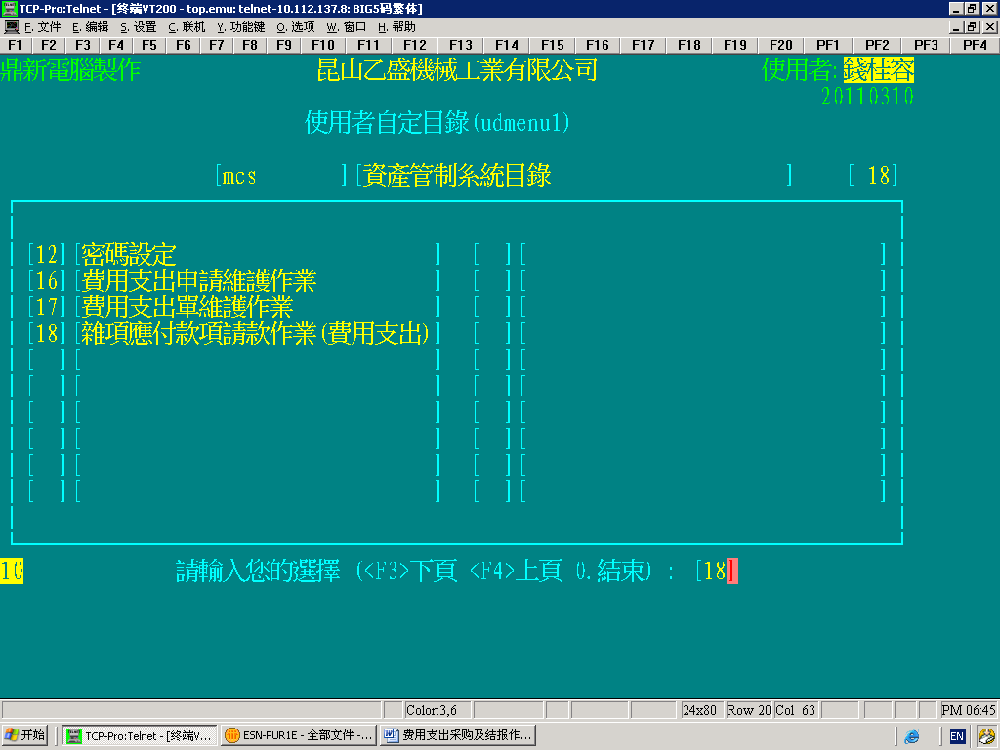 TCP-Pro:Telnet - [终端VT200 - top.emu: telnet-10.112.137.8: BIG5码繁体]
F. 文件 E. 编辑 S. 设置 C. 联机 Y. 功能键 O. 选项 W. 窗口 H. 帮助
F1 F2 F3 F4 F5 F6 F7 F8 F9 F10 F11 F12 F13 F14 F15 F16 F17 F18 F19 F20 PF1 PF2 PF3 PF4
鼎新電腦製作 昆山乙盛機械工業有限公司 使用者:錢桂容
20110310
使用者自定目錄(udmenu1)
[mcs ][資產管制系統目錄 ] [ 18]
[12][密碼設定 ] [ ][ ]
[16][費用支出申請維護作業 ] [ ][ ]
[17][費用支出單維護作業 ] [ ][ ]
[18][雜項應付款項請款作業(費用支出)] [ ][ ]
[ ][ ] [ ][ ]
[ ][ ] [ ][ ]
[ ][ ] [ ][ ]
[ ][ ] [ ][ ]
[ ][ ] [ ][ ]
[ ][ ] [ ][ ]
10 請輸入您的選擇 (<F3>下頁 <F4>上頁 0.結束) : [18]
Color:3,6 24x80 Row 20 Col 63 PM 06:45
开始 TCP-Pro:Telnet - [终端V... ESN-PUR1E - 全部文件 -... 费用支出采购及结报作... EN